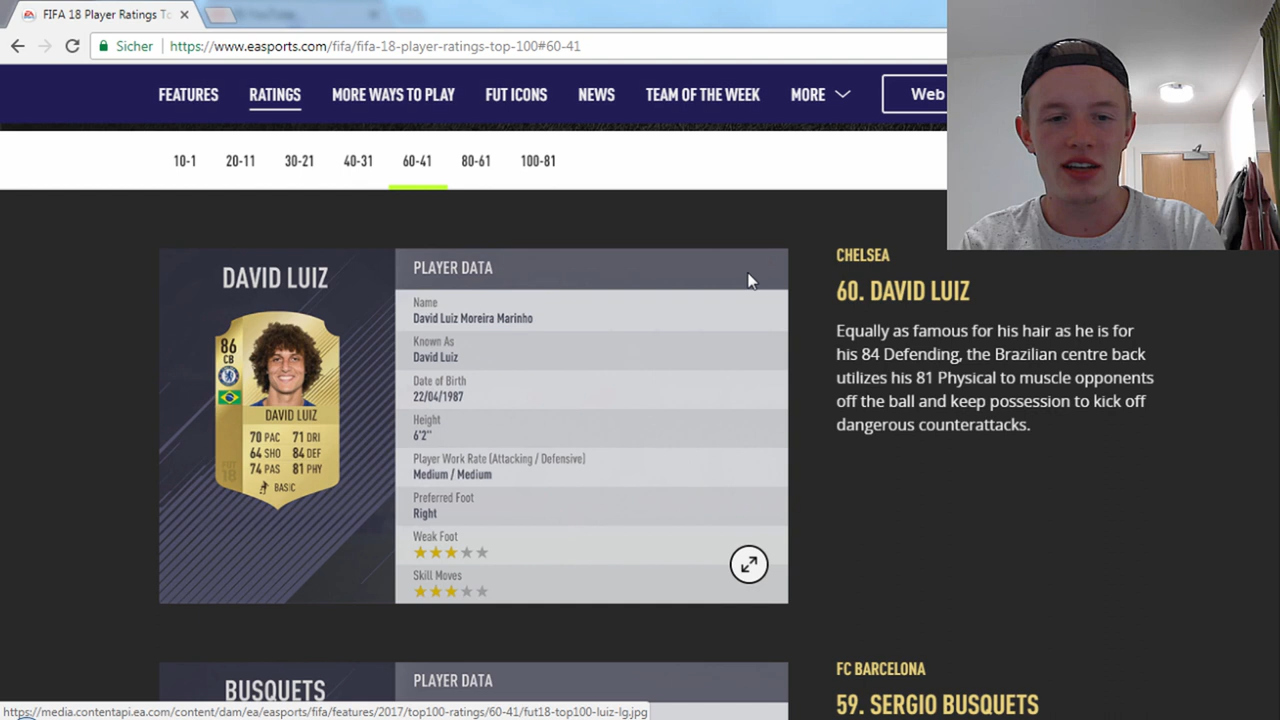 FIFA 18 Player Ratings To
Sicher
https://www.easports.com/fifa/fifa-18-player-ratings-top-100#60-41
FEATURES RATINGS MORE WAYS TO PLAY FUT ICONS NEWS TEAM OF THE WEEK MORE Web
10-1 20-11 30-21 40-31 60-41 80-61 100-81
DAVID LUIZ
86
CB
DAVID LUIZ
70 PAC 71 DRI
64 SHO 84 DEF
74 PAS 81 PHY
BASIC
FUT
18
PLAYER DATA
Name
David Luiz Moreira Marinho
Known As
David Luiz
Date of Birth
22/04/1987
Height
6'2"
Player Work Rate (Attacking / Defensive)
Medium / Medium
Preferred Foot
Right
Weak Foot
Skill Moves
CHELSEA
60. DAVID LUIZ
Equally as famous for his hair as he is for
his 84 Defending, the Brazilian centre back
utilizes his 81 Physical to muscle opponents
off the ball and keep possession to kick off
dangerous counterattacks.
BUSQUETS
PLAYER DATA
FC BARCELONA
59. SERGIO BUSQUETS
https://media.contentapi.ea.com/content/dam/ea/easports/fifa/features/2017/top100-ratings/60-41/fut18-top100-luiz-lg.jpg